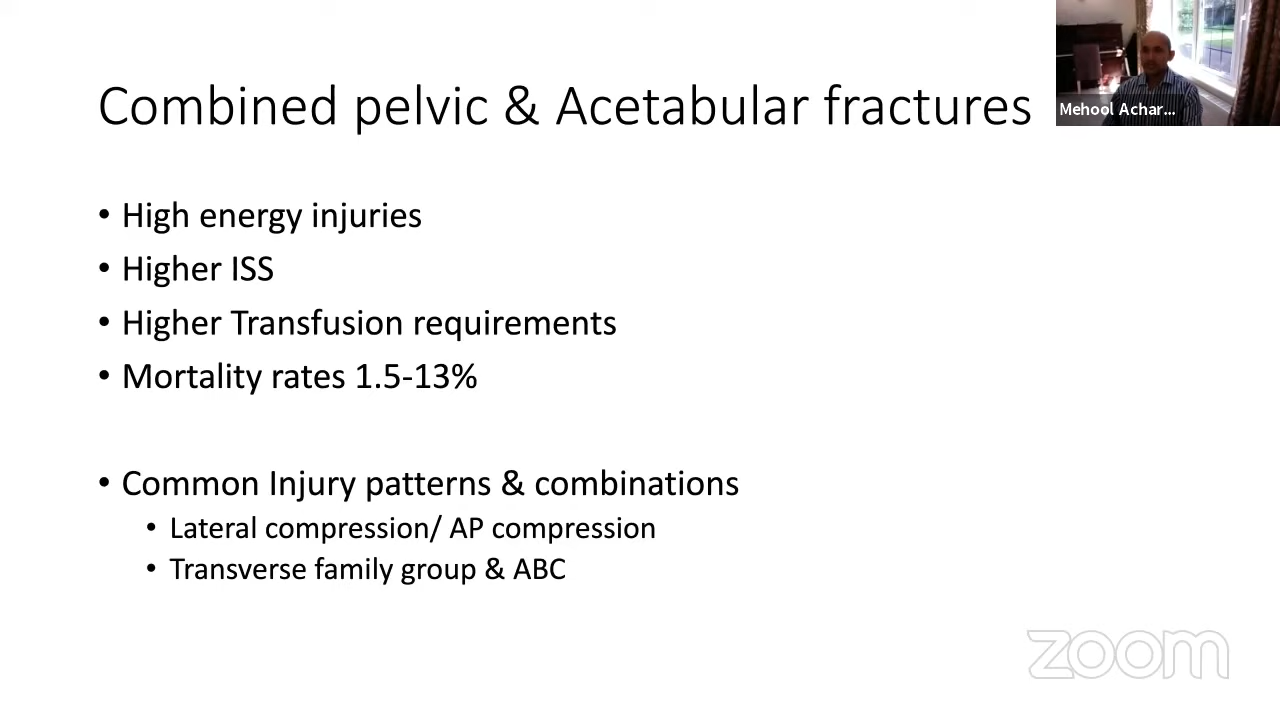 Combined pelvic & Acetabular fractures
Mehool Achar...
• High energy injuries
• Higher ISS
• Higher Transfusion requirements
• Mortality rates 1.5-13%
• Common Injury patterns & combinations
• Lateral compression/ AP compression
• Transverse family group & ABC
zoom